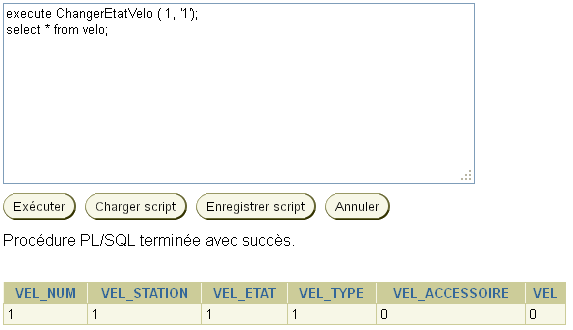 execute ChangerEtatVelo ( 1, '1');
select * from velo;
Exécuter Charger script Enregistrer script Annuler
Procédure PL/SQL terminée avec succès.
VEL_NUM VEL_STATION VEL_ETAT VEL_TYPE VEL_ACCESSOIRE VEL
1 1 1 1 0 0